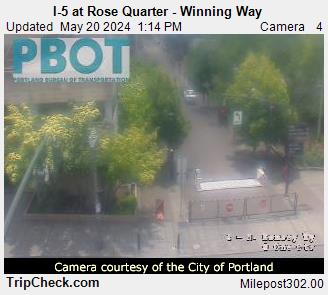 I-5 at Rose Quarter - Winning Way
Updated May 20 2024 1:14 PM Camera 4
PBOT
PORTLAND BUREAU OF TRANSPORTATION
Camera courtesy of the City of Portland
TripCheck.com Milepost302.00